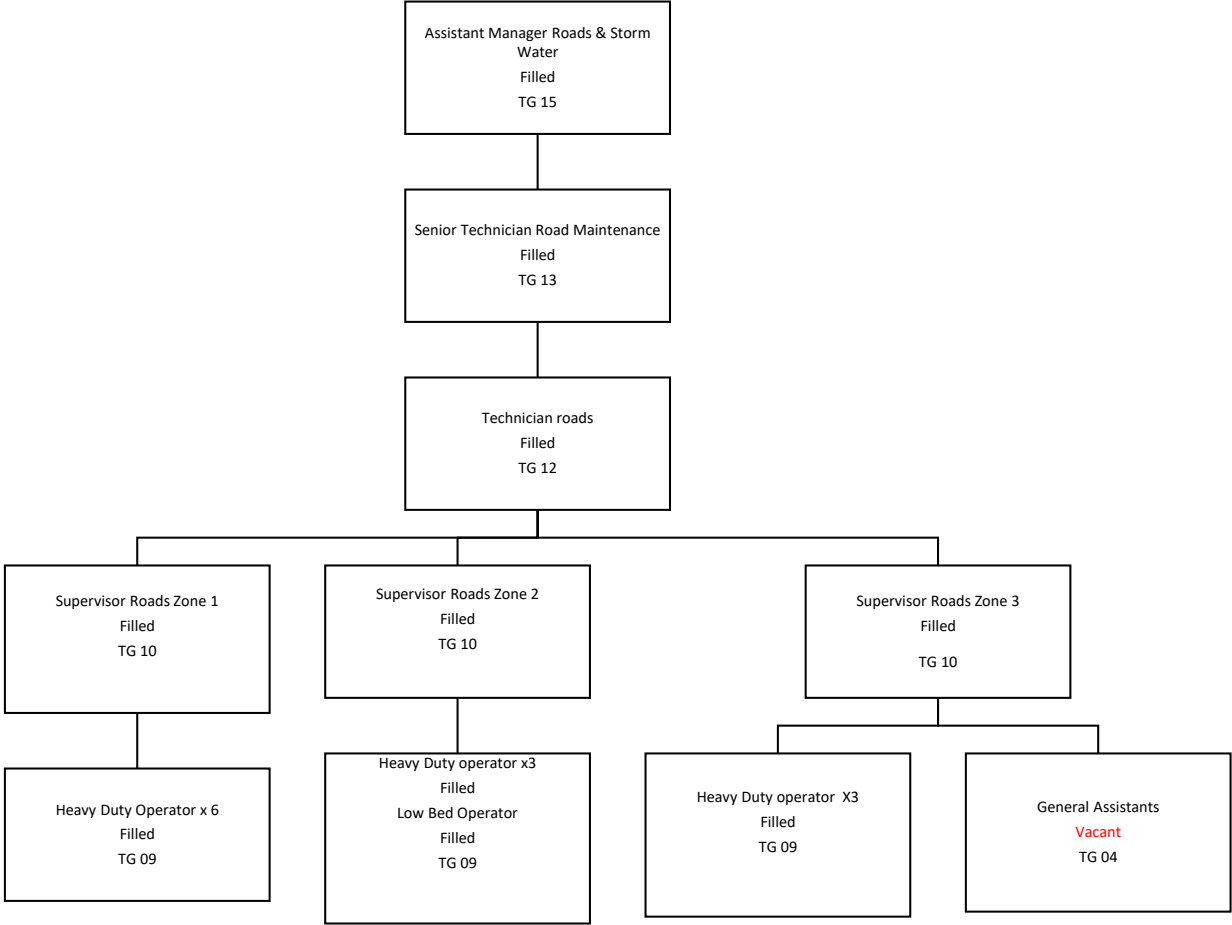 Assistant Manager Roads & Storm
Water
Filled
TG 15
Senior Technician Road Maintenance
Filled
TG 13
Technician roads
Filled
TG 12
Supervisor Roads Zone 1
Filled
TG 10
Supervisor Roads Zone 2
Filled
TG 10
Supervisor Roads Zone 3
Filled
TG 10
Heavy Duty Operator x 6
Filled
TG 09
Heavy Duty operator x3
Filled
Low Bed Operator
Filled
TG 09
Heavy Duty operator  X3
Filled
TG 09
General Assistants
Vacant
TG 04